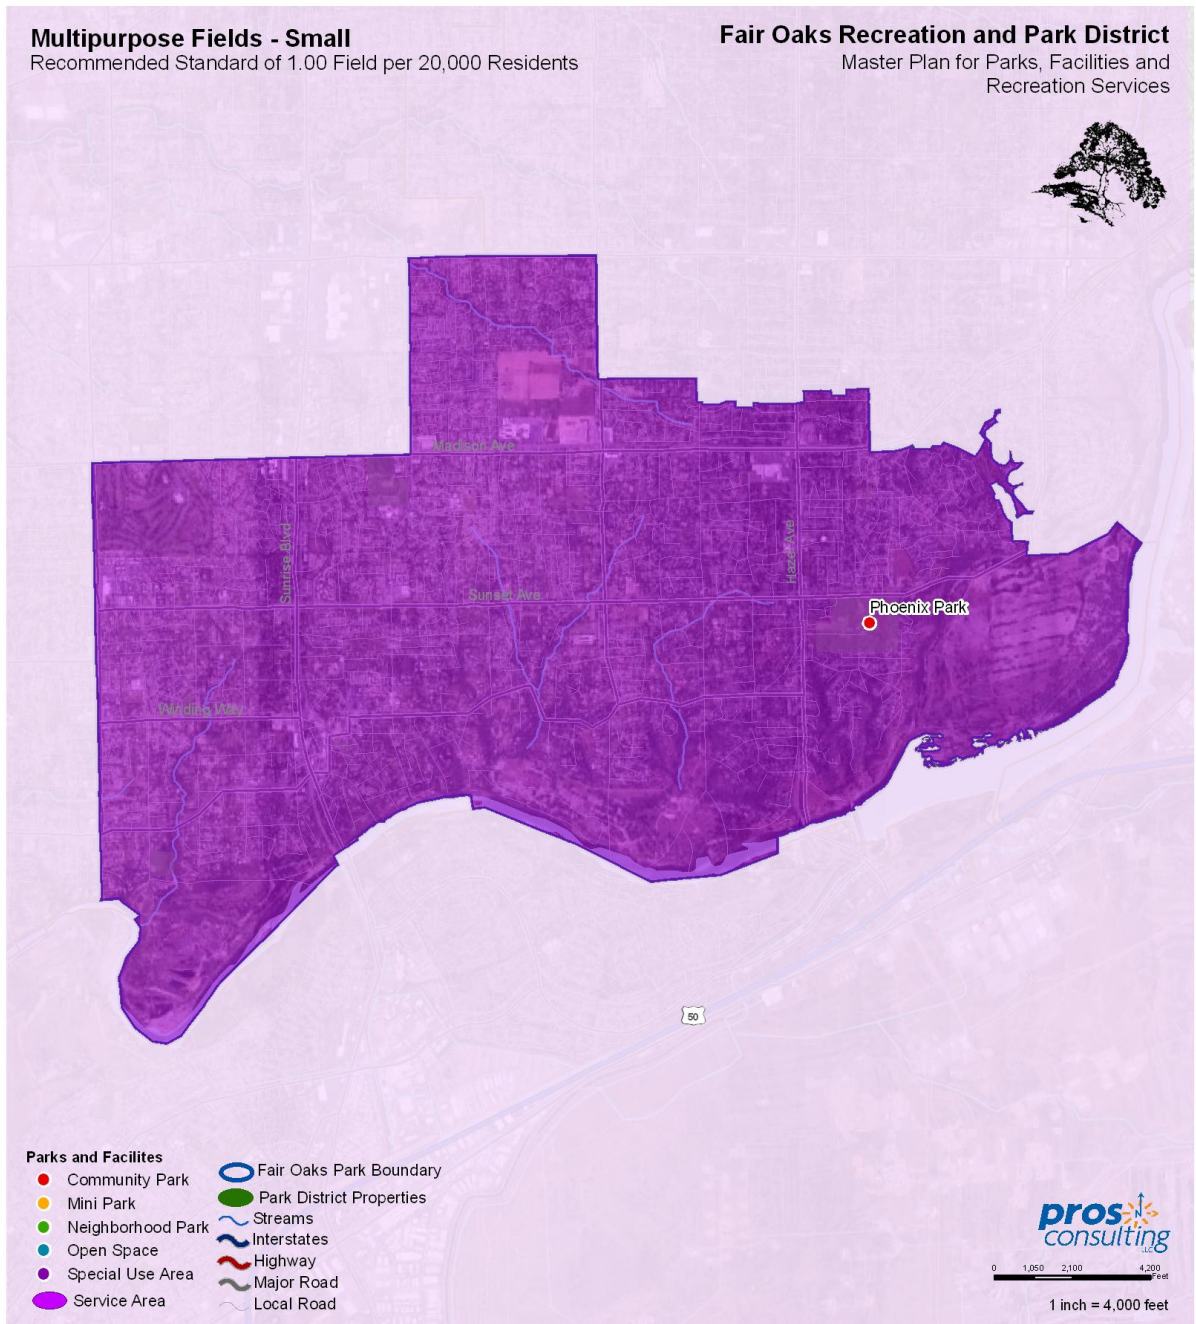 Multipurpose Fields - Small
Recommended Standard of 1.00 Field per 20,000 Residents
Fair Oaks Recreation and Park District
Master Plan for Parks, Facilities and
Recreation Services
Madison Ave
Sunrise Blvd
Hazel Ave
Sunset Ave
Phoenix Park
Winding Way
50
Parks and Facilites
Community Park
Mini Park
Neighborhood Park
Open Space
Special Use Area
Service Area
Fair Oaks Park Boundary
Park District Properties
Streams
Interstates
Highway
Major Road
Local Road
pros
consulting
LLC
N
0 1,050 2,100 4,200
Feet
1 inch = 4,000 feet